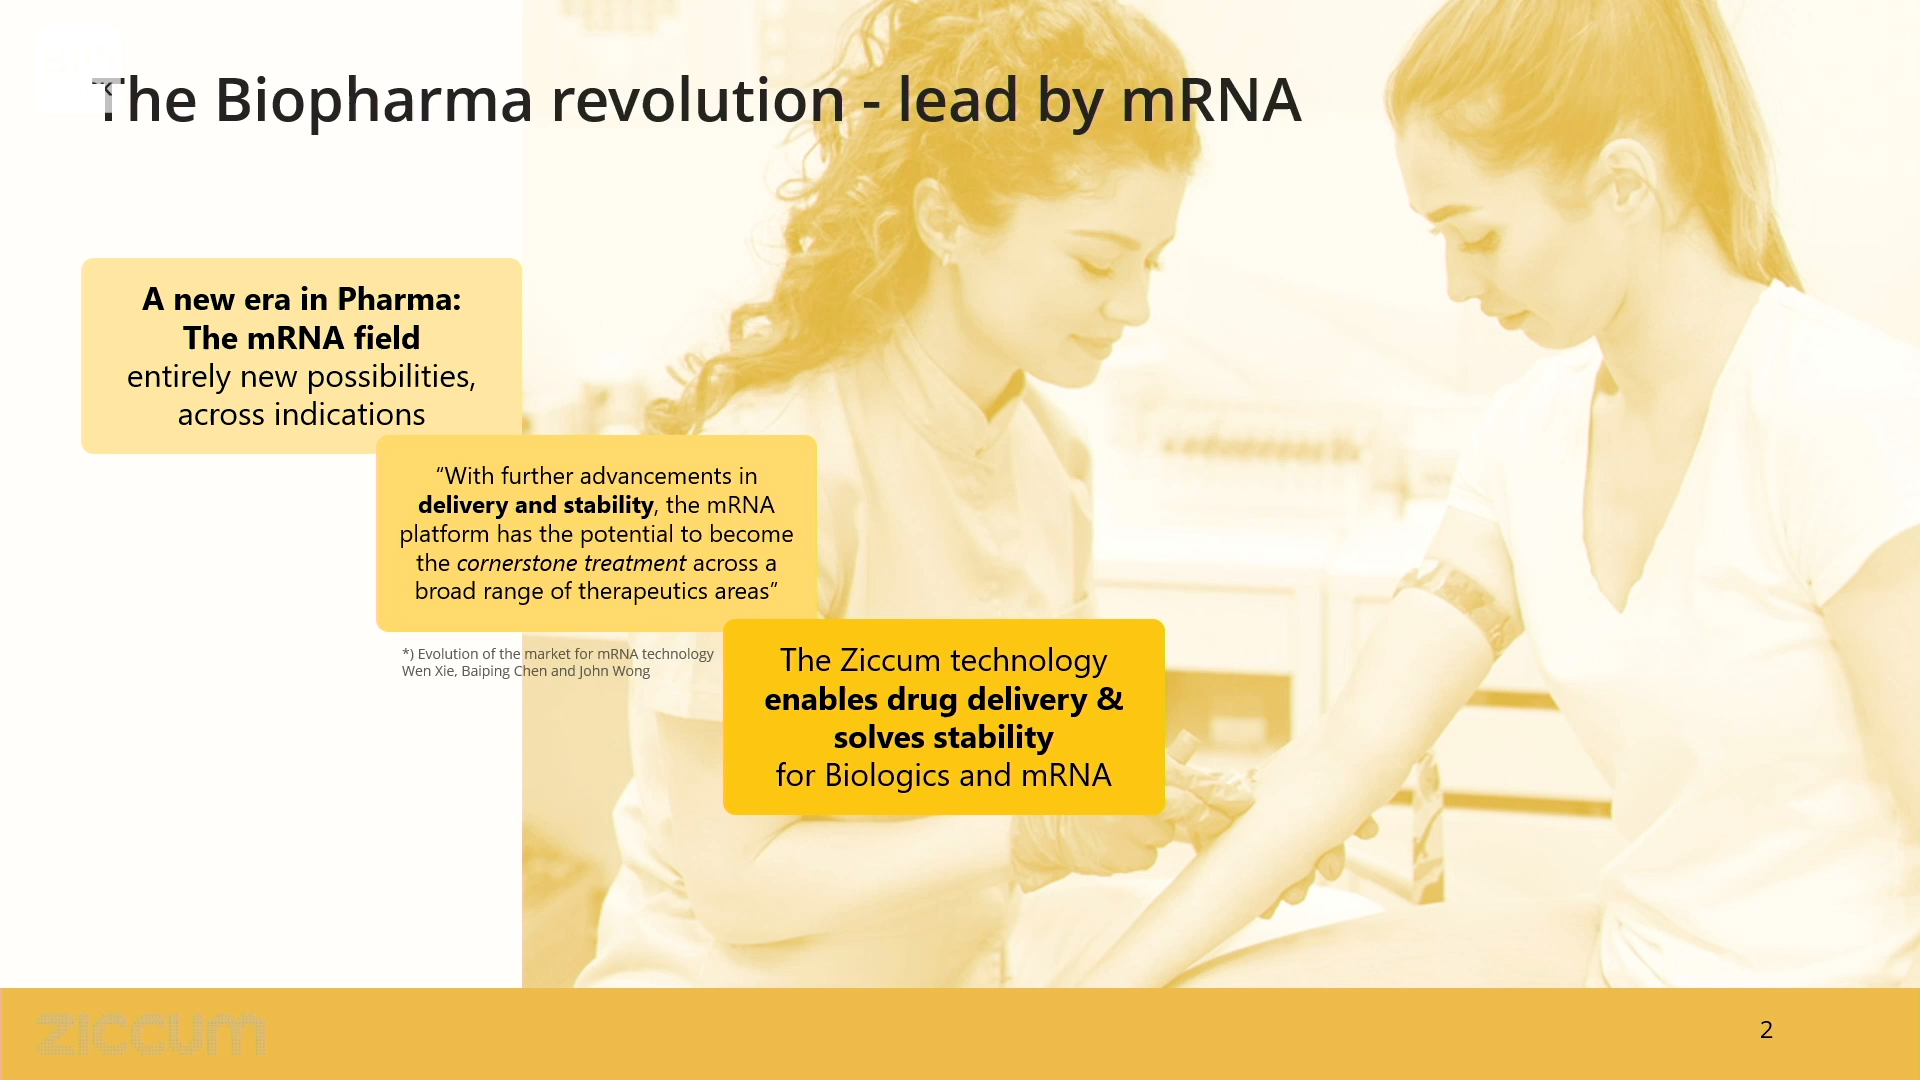 The Biopharma revolution - lead by mRNA
A new era in Pharma:
The mRNA field
entirely new possibilities,
across indications
“With further advancements in
delivery and stability, the mRNA
platform has the potential to become
the cornerstone treatment across a
broad range of therapeutics areas”
*) Evolution of the market for mRNA technology
Wen Xie, Baiping Chen and John Wong
The Ziccum technology
enables drug delivery &
solves stability
for Biologics and mRNA
ziccum
2